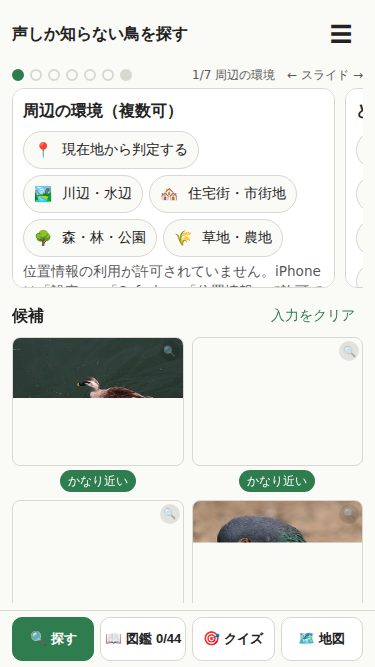 声しか知らない鳥を探す
1/7 周辺の環境 ← スライド →
周辺の環境（複数可）
現在地から判定する
川辺・水辺 住宅街・市街地
森・林・公園 草地・農地
位置情報の利用が許可されていません。iPhone
候補 入力をクリア
かなり近い かなり近い
探す 図鑑 0/44 クイズ 地図